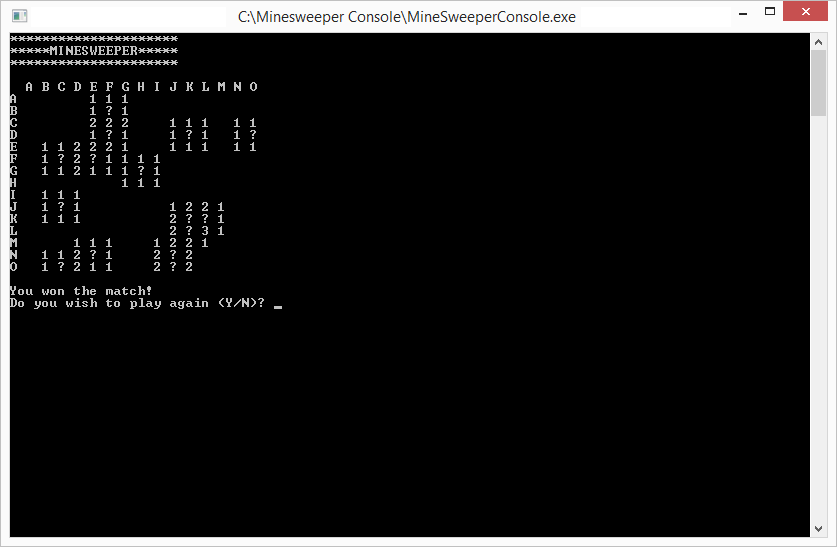 C:\Minesweeper Console\MineSweeperConsole.exe
*********************
*****MINESWEEPER*****
*********************
  A B C D E F G H I J K L M N O
A         1 1 1
B         1 ? 1
C         2 2 2     1 1 1   1 1
D         1 ? 1     1 ? 1   1 ?
E   1 1 2 2 2 1     1 1 1   1 1
F   1 ? 2 ? 1 1 1 1
G   1 1 2 1 1 1 ? 1
H             1 1 1
I   1 1 1
J   1 ? 1           1 2 2 1
K   1 1 1           2 ? ? 1
L                   2 ? 3 1
M       1 1 1     1 2 2 1
N   1 1 2 ? 1     2 ? 2
O   1 ? 2 1 1     2 ? 2
You won the match!
Do you wish to play again (Y/N)? _